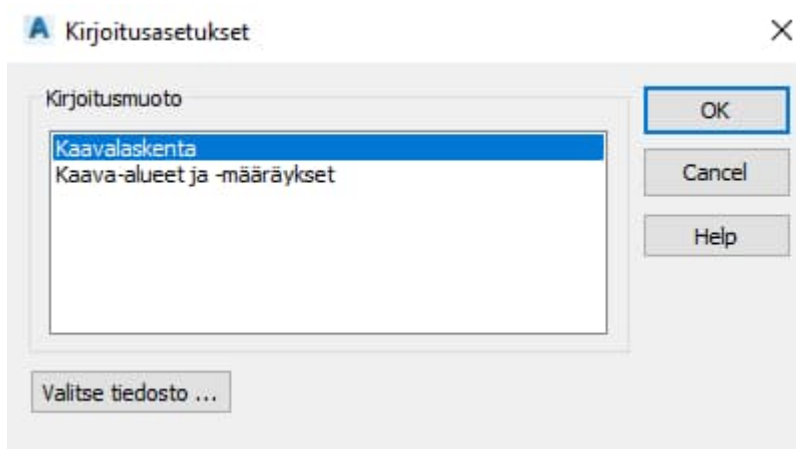 Kirjoitusasetukset
Kirjoitusmuoto
Kaavalaskenta
Kaava-alueet ja -määräykset
OK
Cancel
Help
Valitse tiedosto ...